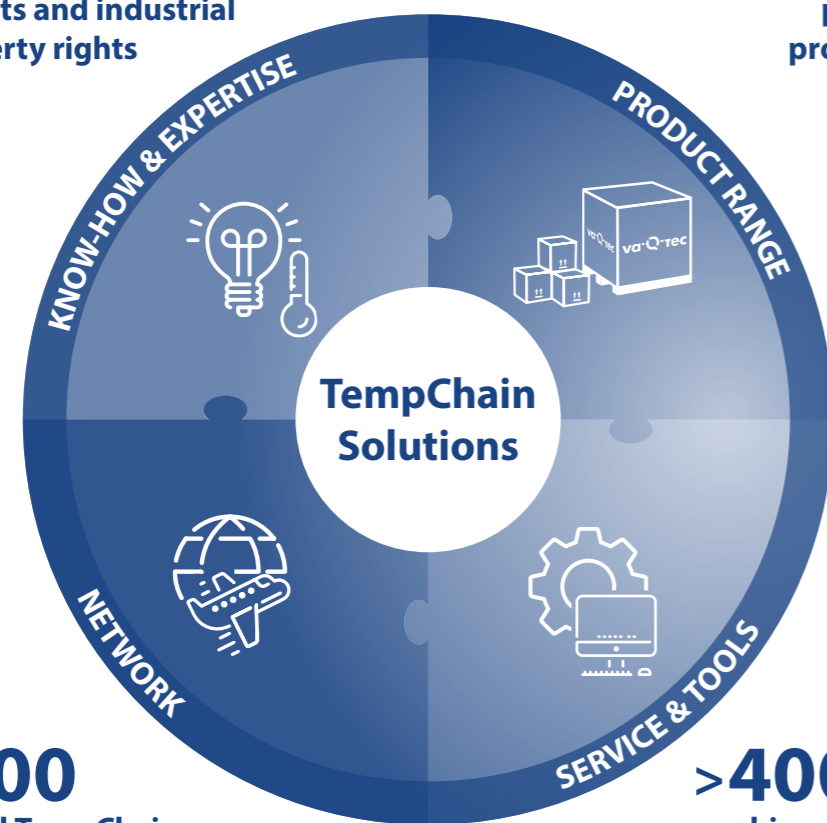 ts and industrial
erty rights
pro
KNOW-HOW & EXPERTISE
PRODUCT RANGE
va-Q-tec
va-Q-tec
TempChain
Solutions
NETWORK
SERVICE & TOOLS
00
>400